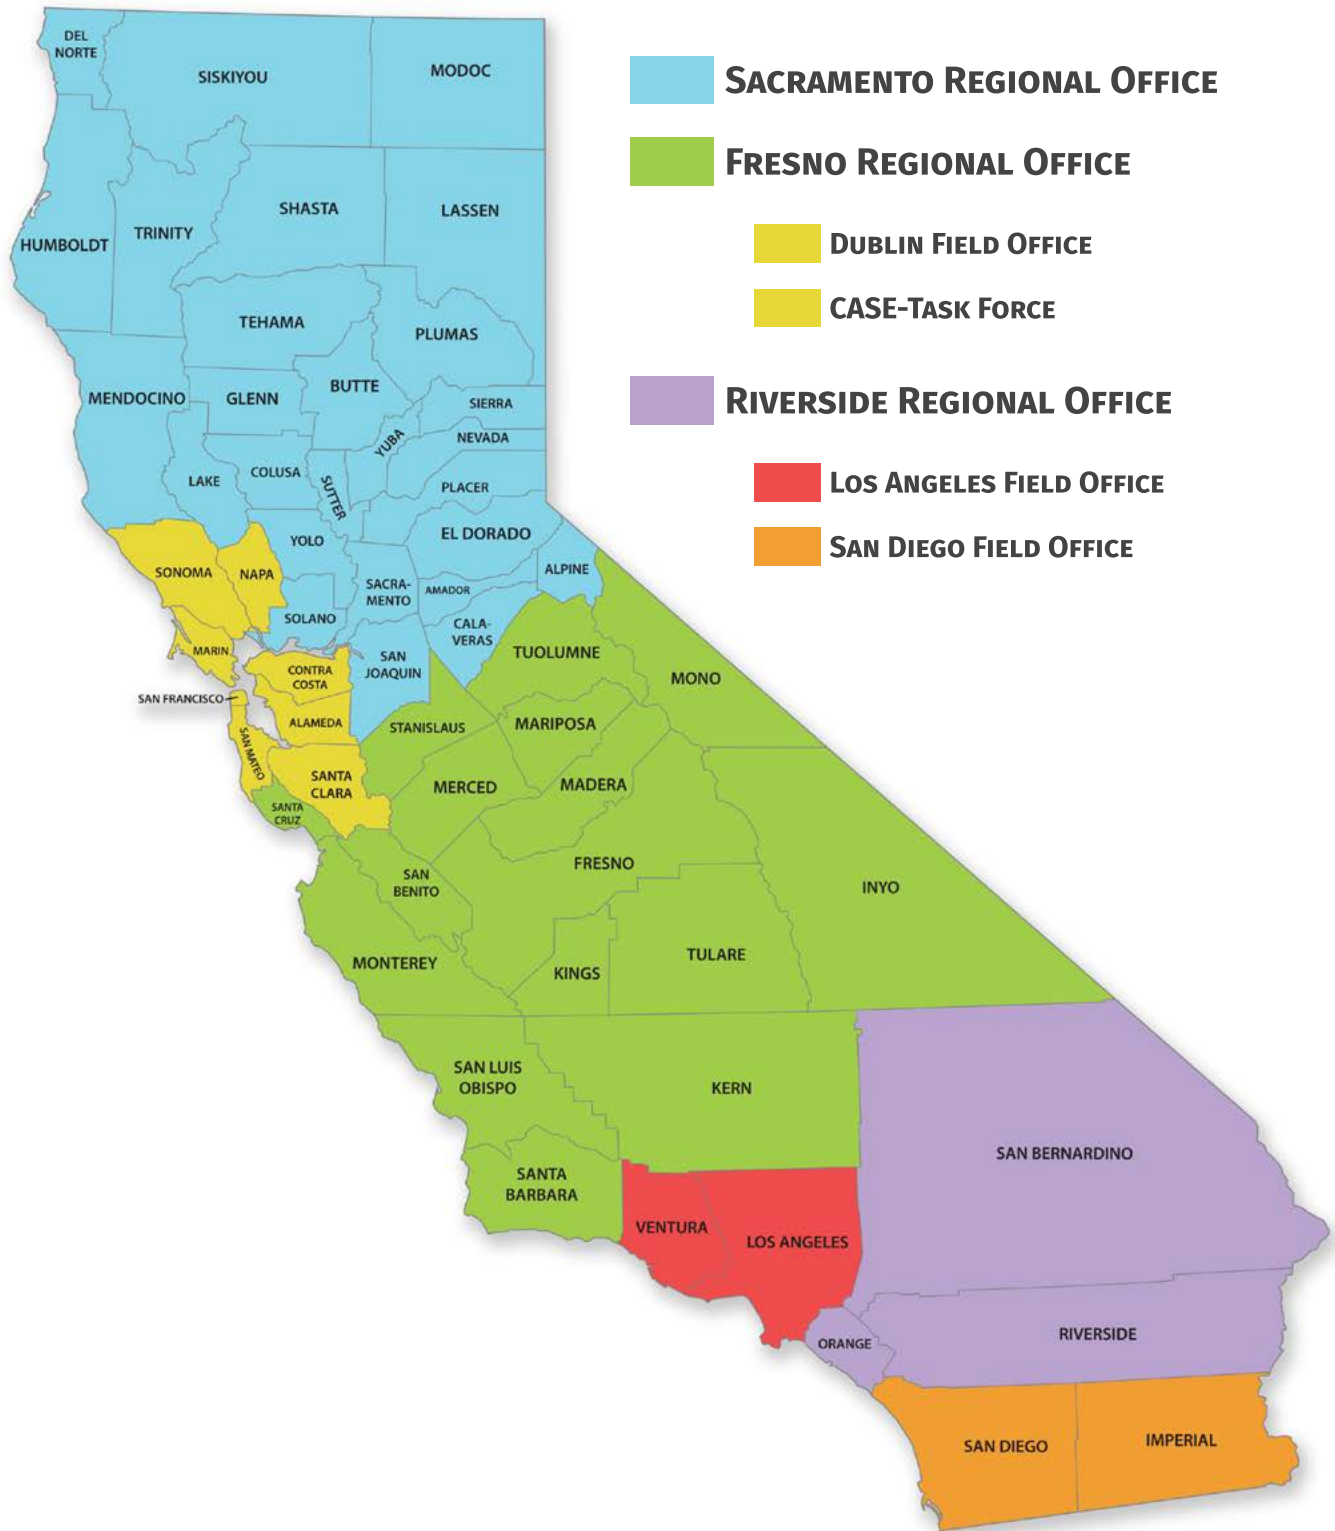 Sacramento Regional Office
Fresno Regional Office
Dublin Field Office
CASE-Task Force
Riverside Regional Office
Los Angeles Field Office
San Diego Field Office
DEL
NORTE
SISKIYOU
MODOC
HUMBOLDT
TRINITY
SHASTA
LASSEN
TEHAMA
PLUMAS
MENDOCINO
GLENN
BUTTE
SIERRA
YUBA
NEVADA
LAKE
COLUSA
SUTTER
PLACER
YOLO
EL DORADO
SONOMA
NAPA
SACRA-
MENTO
AMADOR
ALPINE
SOLANO
CALA-
VERAS
MARIN
CONTRA
COSTA
SAN
JOAQUIN
TUOLUMNE
MONO
SAN FRANCISCO
ALAMEDA
STANISLAUS
MARIPOSA
SAN MATEO
SANTA
CLARA
MERCED
MADERA
SANTA
CRUZ
SAN
BENITO
FRESNO
INYO
MONTEREY
KINGS
TULARE
SAN LUIS
OBISPO
KERN
SAN BERNARDINO
SANTA
BARBARA
VENTURA
LOS ANGELES
ORANGE
RIVERSIDE
SAN DIEGO
IMPERIAL